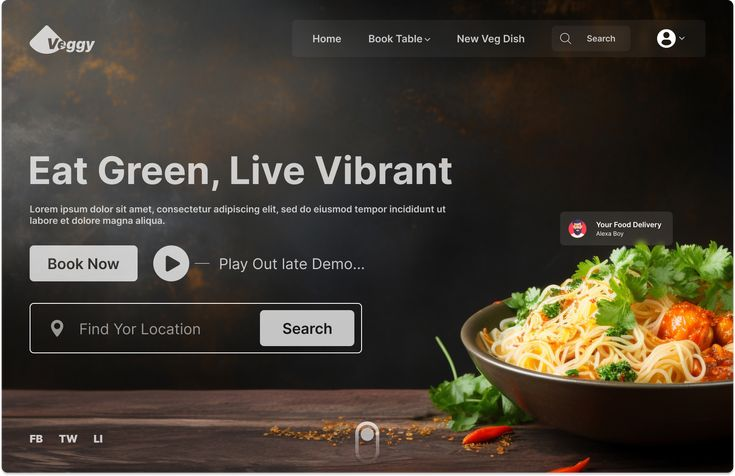 Veggy
Home
Book Table
New Veg Dish
Search
Eat Green, Live Vibrant
Lorem ipsum dolor sit amet, consectetur adipiscing elit, sed do eiusmod tempor incididunt ut
labore et dolore magna aliqua.
Your Food Delivery
Alexa Boy
Book Now
Play Out late Demo...
Find Yor Location
Search
FB
TW
LI